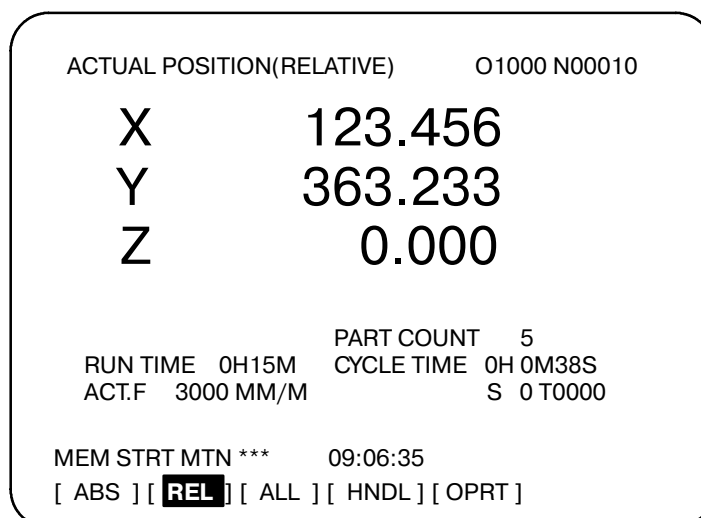 ACTUAL POSITION(RELATIVE) O1000 N00010
X 123.456
Y 363.233
Z 0.000
PART COUNT 5
RUN TIME 0H15M CYCLE TIME 0H 0M38S
ACT.F 3000 MM/M S 0 T0000
MEM STRT MTN *** 09:06:35
[ ABS ] [ REL ] [ ALL ] [ HNDL ] [ OPRT ]